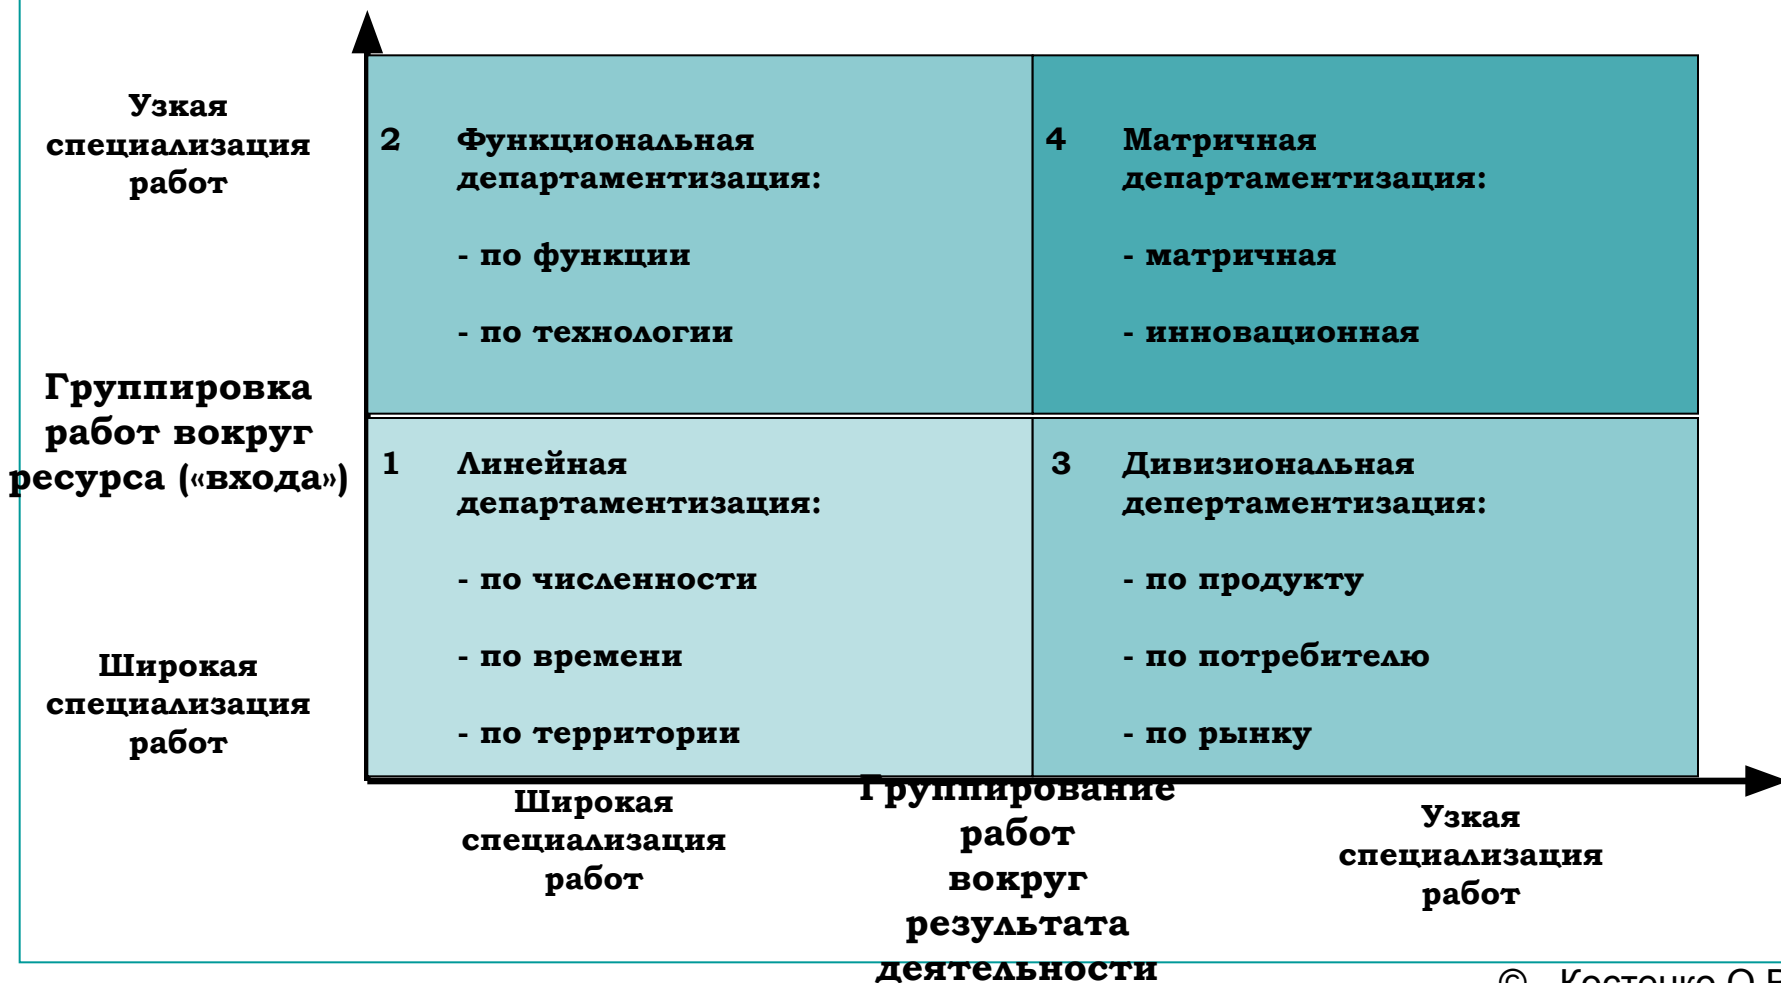 Узкая
специализация
работ
2 Функциональная
департаментизация:
- по функции
- по технологии
4 Матричная
департаментизация:
- матричная
- инновационная
Группировка
работ вокруг
ресурса («входа»)
1 Линейная
департаментизация:
- по численности
- по времени
- по территории
3 Дивизиональная
депертаментизация:
- по продукту
- по потребителю
- по рынку
Широкая
специализация
работ
Широкая
специализация
работ
Группирование
работ
вокруг
результата
деятельности
Узкая
специализация
работ
© Костенко О.В